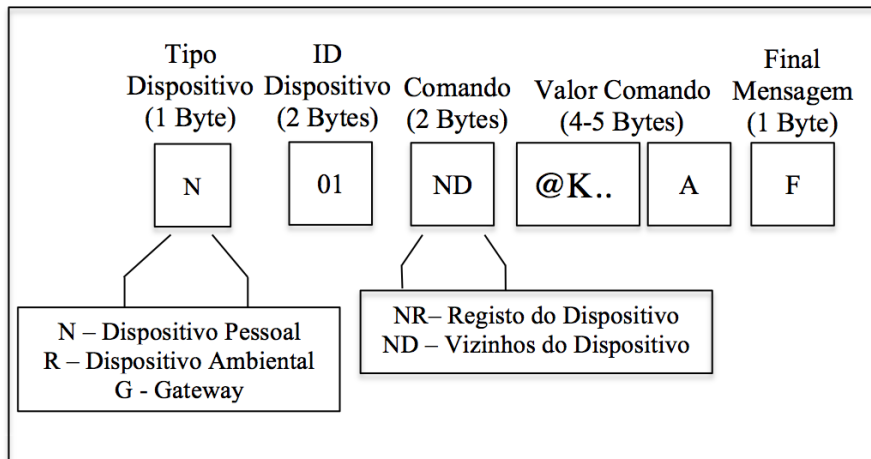 Tipo
Dispositivo
(1 Byte)
ID
Dispositivo
(2 Bytes)
Comando
(2 Bytes)
Valor Comando
(4-5 Bytes)
Final
Mensagem
(1 Byte)
N
01
ND
@K..
A
F
N – Dispositivo Pessoal
R – Dispositivo Ambiental
G - Gateway
NR– Registo do Dispositivo
ND – Vizinhos do Dispositivo